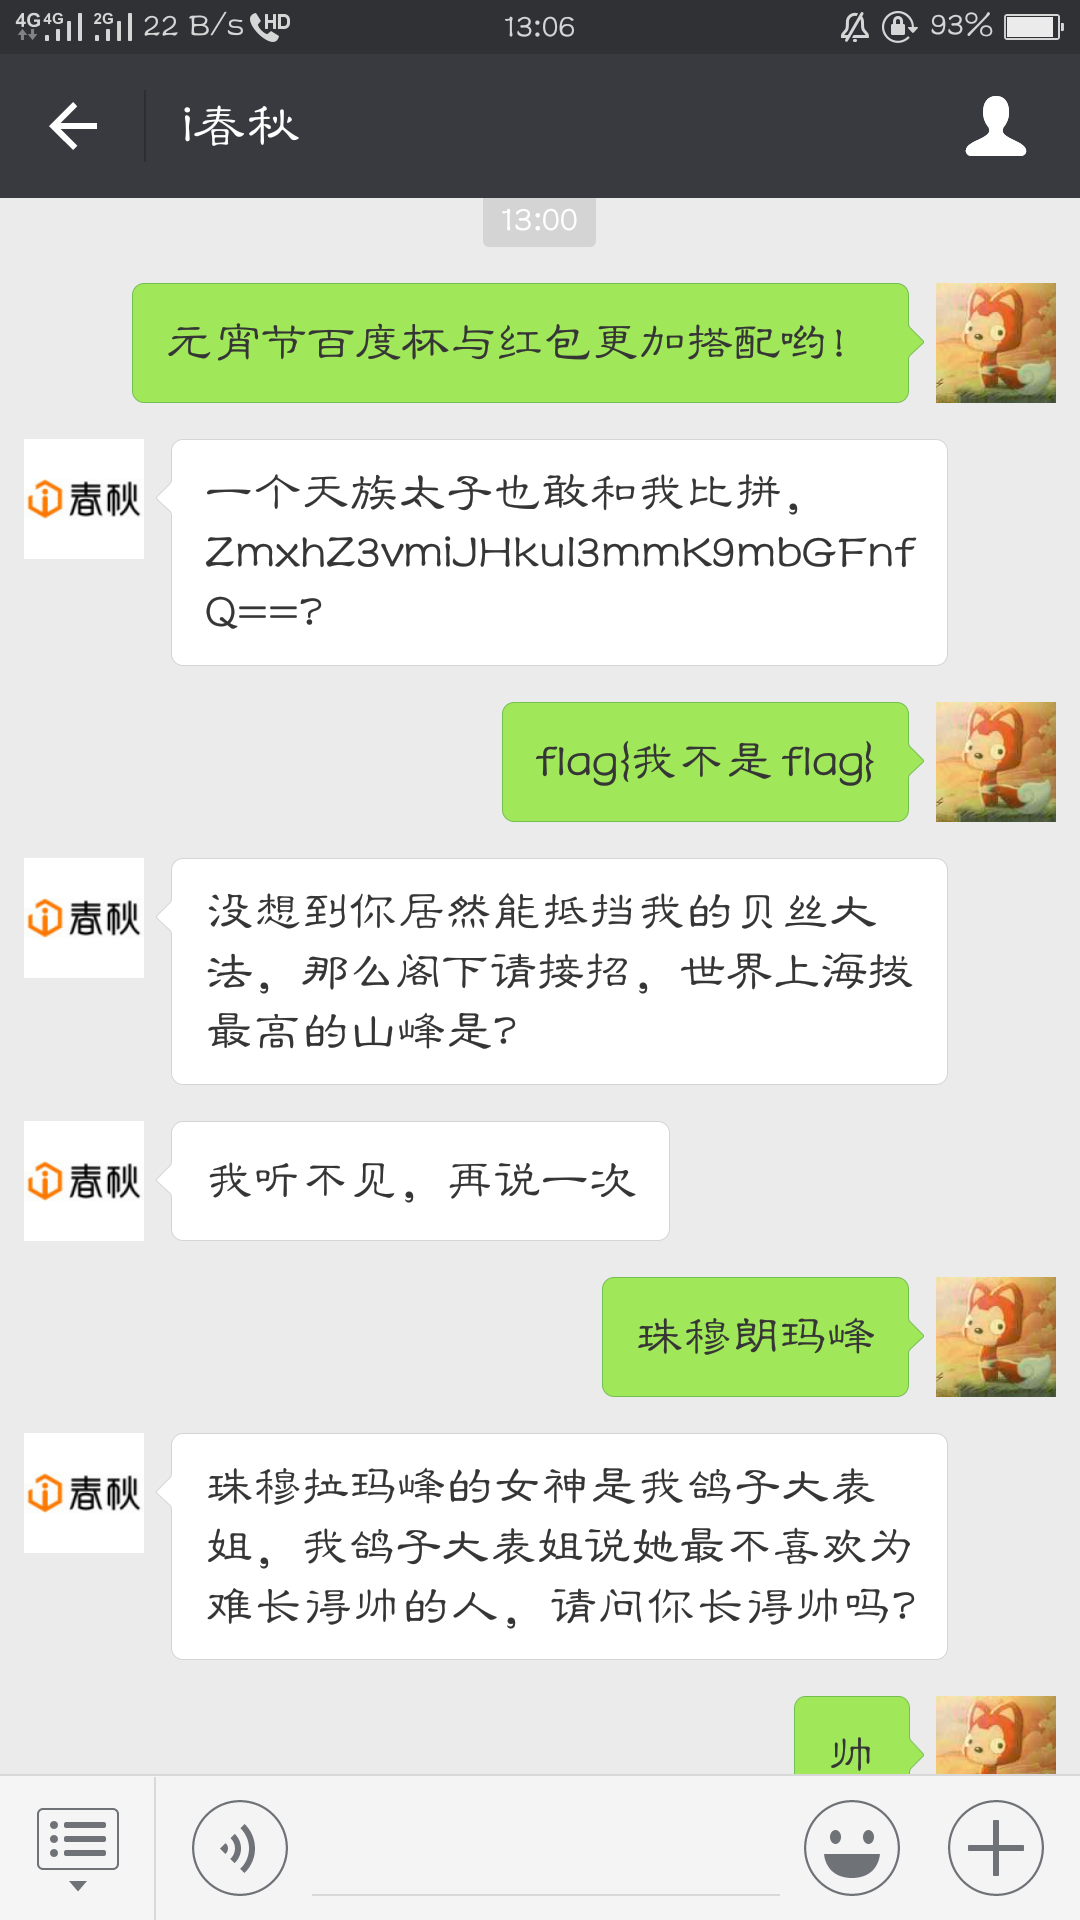 4G 4G 2G 22 B/s HD 13:06 93%
i春秋
13:00
元宵节百度杯与红包更加搭配哟!
春秋
一个天族太子也敢和我比拼，
ZmxhZ3vmiJHkul3mmK9mbGFnf
Q==?
flag{我不是flag}
春秋
没想到你居然能抵挡我的贝丝大
法，那么阁下请接招，世界上海拔
最高的山峰是?
春秋
我听不见，再说一次
珠穆朗玛峰
春秋
珠穆拉玛峰的女神是我鸽子大表
姐，我鸽子大表姐说她最不喜欢为
难长得帅的人，请问你长得帅吗?
帅